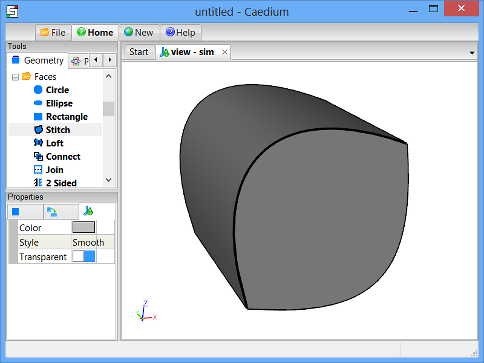 untitled - Caedium
File Home New Help
Tools
Geometry P
Start view - sim
Faces
Circle
Ellipse
Rectangle
Stitch
Loft
Connect
Join
2 Sided
Properties
Color
Style Smooth
Transparent
Z
X